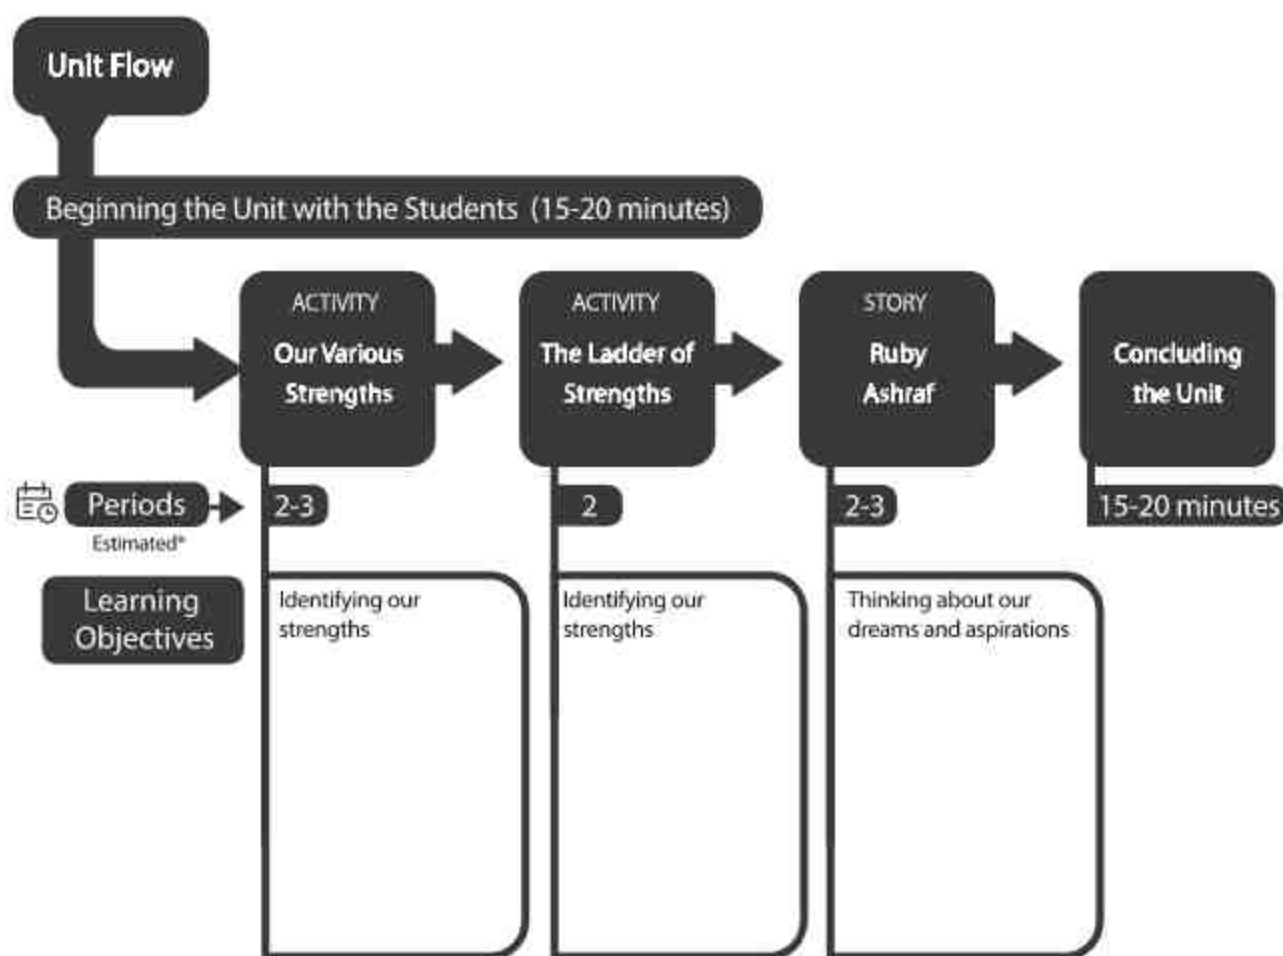 Unit Flow
Beginning the Unit with the Students (15-20 minutes)
ACTIVITY
Our Various
Strengths
ACTIVITY
The Ladder of
Strengths
STORY
Ruby
Ashraf
Concluding
the Unit
Periods
Estimated*
2-3
2
2-3
15-20 minutes
Learning
Objectives
Identifying our
strengths
Identifying our
strengths
Thinking about our
dreams and aspirations